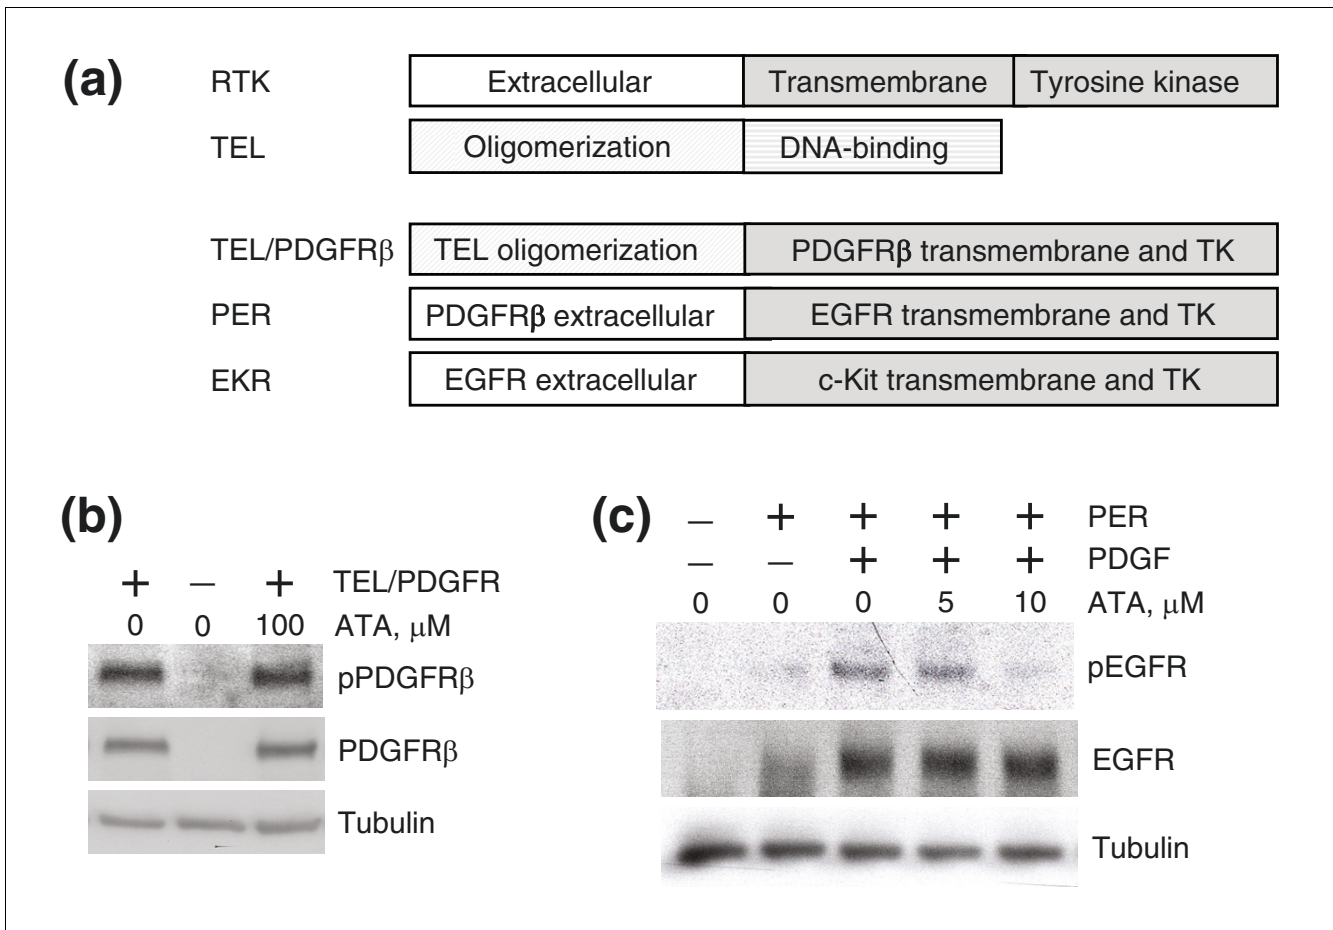 (a)
RTK Extracellular Transmembrane Tyrosine kinase
TEL Oligomerization DNA-binding
TEL/PDGFRβ TEL oligomerization PDGFRβ transmembrane and TK
PER PDGFRβ extracellular EGFR transmembrane and TK
EKR EGFR extracellular c-Kit transmembrane and TK
(b)
+ – + TEL/PDGFR
0 0 100 ATA, μM
pPDGFRβ
PDGFRβ
Tubulin
(c)
– + + + + PER
– – + + + PDGF
0 0 0 5 10 ATA, μM
pEGFR
EGFR
Tubulin